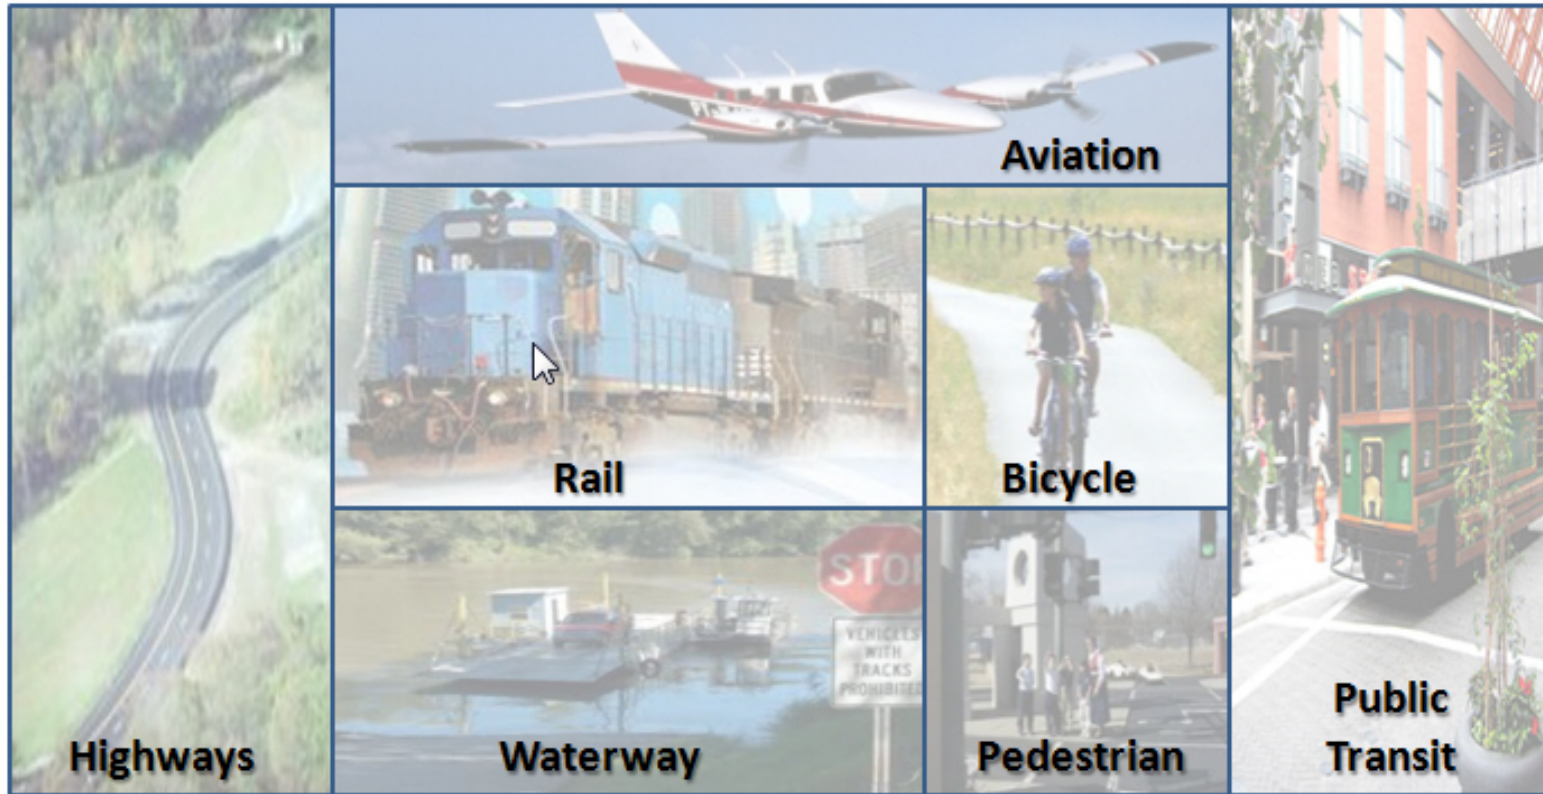 Aviation
Rail
Bicycle
STOP
VEHICLES
WITH
TRACKS
PROHIBITED
Highways
Waterway
Pedestrian
Public
Transit